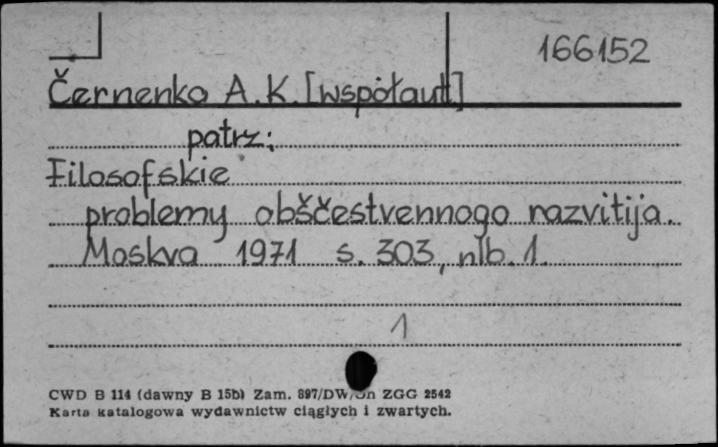 166152
Černenko A.K. [współaut.]
patrz:
Filosofskie
problemy obščestvennogo razvitija.
Moskva 1971 s. 303, nlb. 1.
1
CWD B 114 (dawny B 15b) Zam. 897/DW/Sn ZGG 2542
Karta katalogowa wydawnictw ciągłych i zwartych.